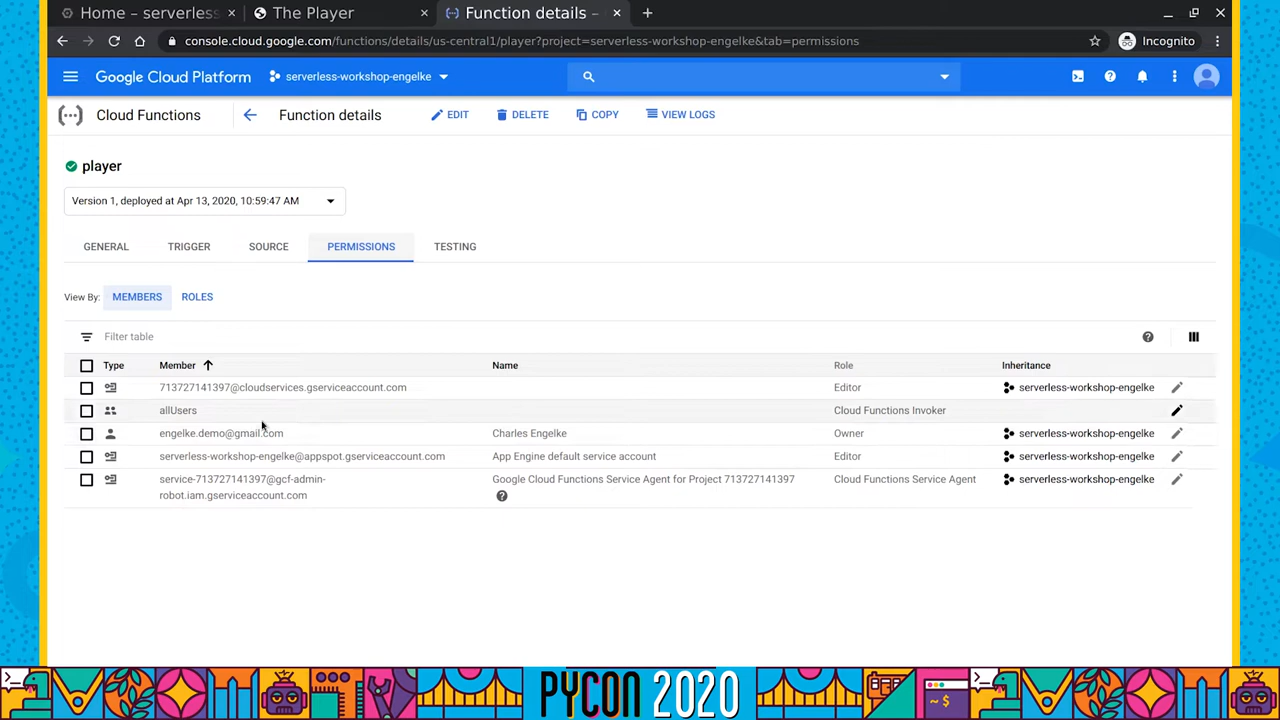 Home – serverless
The Player
Function details –
console.cloud.google.com/functions/details/us-central1/player?project=serverless-workshop-engelke&tab=permissions
Incognito
Google Cloud Platform
serverless-workshop-engelke
Cloud Functions
Function details
EDIT
DELETE
COPY
VIEW LOGS
player
Version 1, deployed at Apr 13, 2020, 10:59:47 AM
GENERAL
TRIGGER
SOURCE
PERMISSIONS
TESTING
View By: MEMBERS ROLES
Filter table
Type Member Name Role Inheritance
713727141397@cloudservices.gserviceaccount.com Editor serverless-workshop-engelke
allUsers Cloud Functions Invoker
engelke.demo@gmail.com Charles Engelke Owner serverless-workshop-engelke
serverless-workshop-engelke@appspot.gserviceaccount.com App Engine default service account Editor serverless-workshop-engelke
service-713727141397@gcf-admin- Google Cloud Functions Service Agent for Project 713727141397 Cloud Functions Service Agent serverless-workshop-engelke
robot.iam.gserviceaccount.com
PYCON 2020